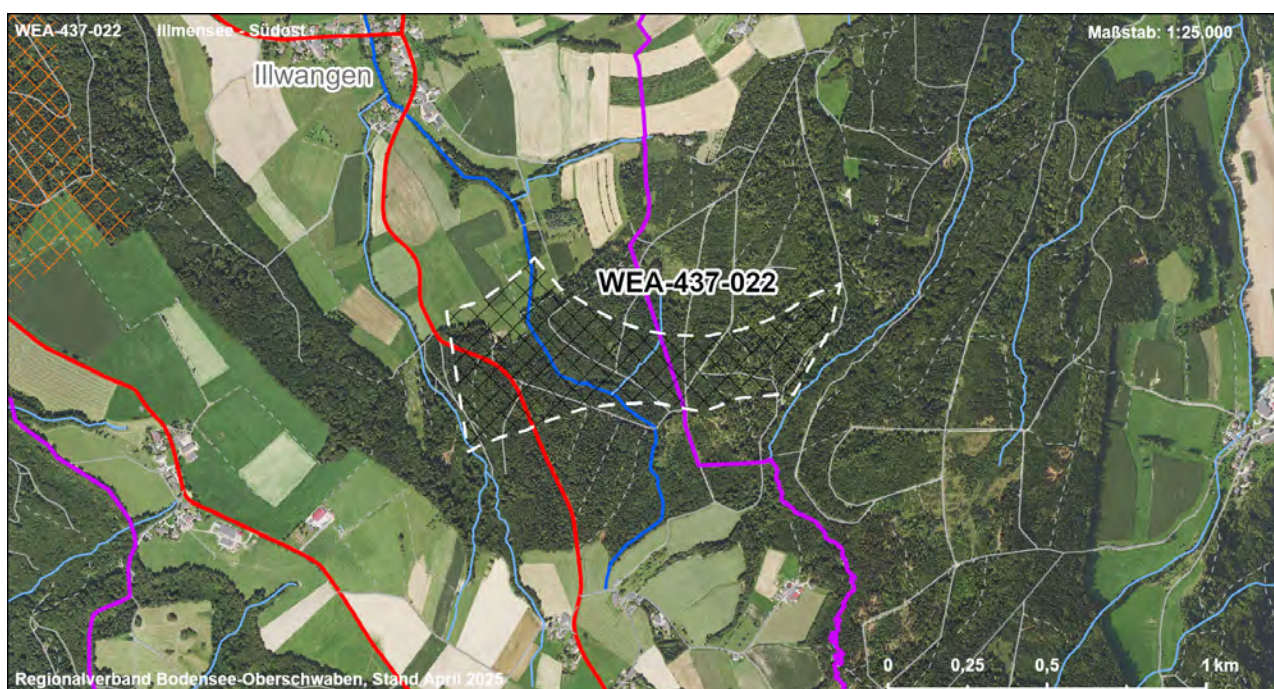 WEA-437-022 Illmensee - Südost
Maßstab: 1:25.000
Illwangen
WEA-437-022
0 0,25 0,5 1 km
Regionalverband Bodensee-Oberschwaben, Stand April 2025